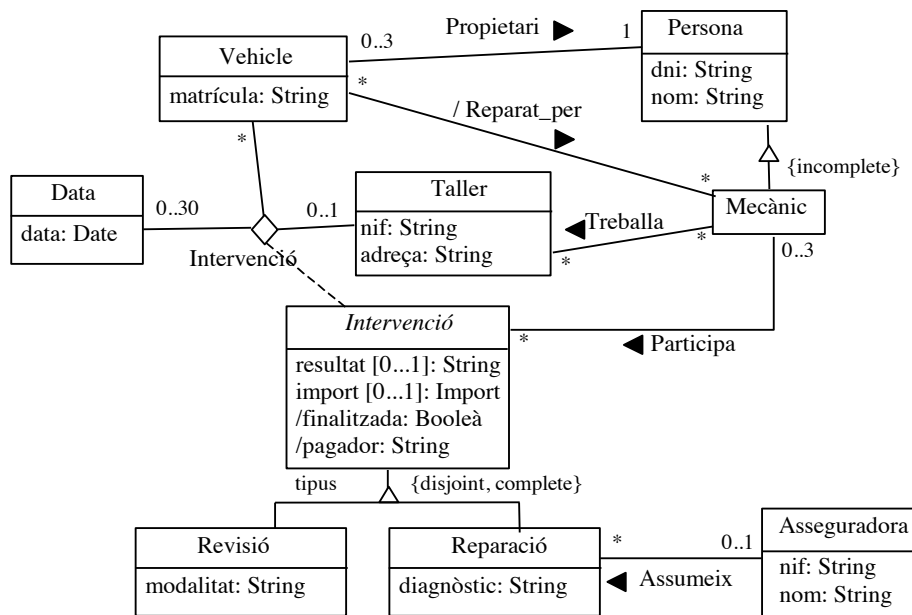 Propietari
0..3
1
Vehicle
matrícula: String
Persona
dni: String
nom: String
*
/ Reparat_per
*
{incomplete}
*
Data
data: Date
0..30
0..1
Intervenció
Taller
nif: String
adreça: String
Treballa
*
*
Mecànic
0..3
Intervenció
resultat [0...1]: String
import [0...1]: Import
/finalitzada: Booleà
/pagador: String
*
Participa
tipus
{disjoint, complete}
Revisió
modalitat: String
Reparació
diagnòstic: String
*
0..1
Assumeix
Asseguradora
nif: String
nom: String